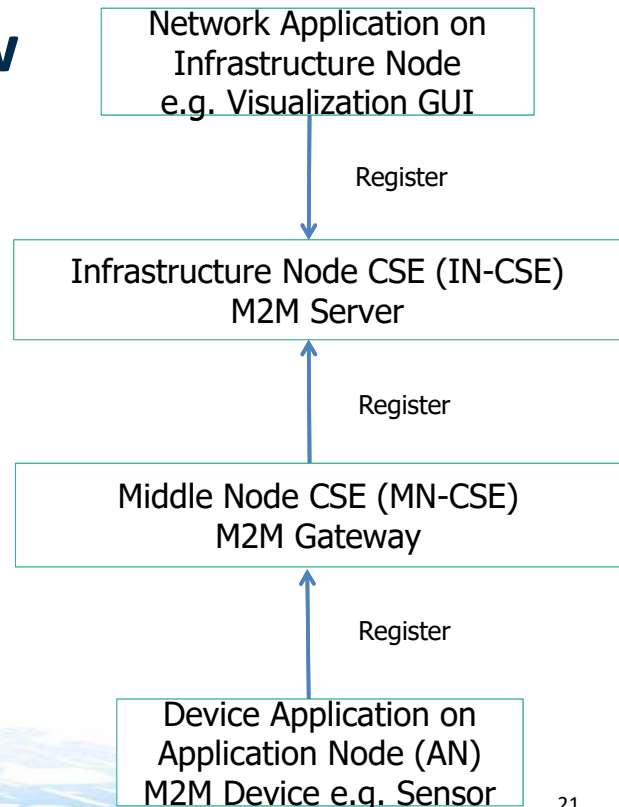 w
Network Application on
Infrastructure Node
e.g. Visualization GUI
Register
Infrastructure Node CSE (IN-CSE)
M2M Server
Register
Middle Node CSE (MN-CSE)
M2M Gateway
Register
Device Application on
Application Node (AN)
M2M Device e.g. Sensor
21